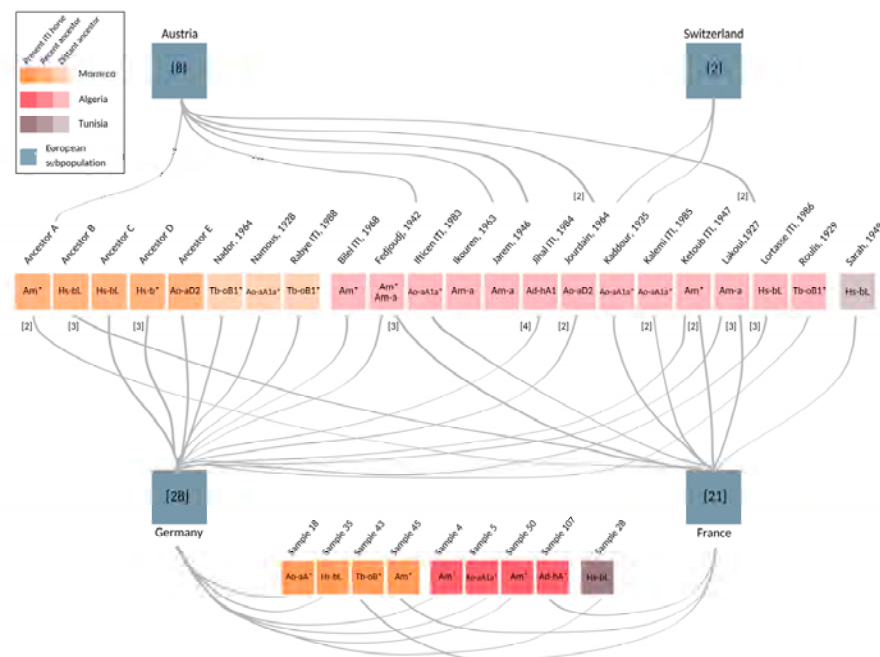 Present ITI horse
Recent ancestor
Distant ancestor
Morocco
Algeria
Tunisia
European
subpopulation
Austria
[8]
Switzerland
[2]
[2]
[2]
Ancestor A
Ancestor B
Ancestor C
Ancestor D
Ancestor E
Nador, 1964
Namous, 1928
Rabye ITI, 1988
Bilel ITI, 1968
Fedjoudj, 1942
Ifticen ITI, 1983
Ikouren, 1963
Jarem, 1946
Jihal ITI, 1984
Jourdain, 1964
Kaddour, 1935
Kalemi ITI, 1985
Ketoub ITI, 1947
Lakoul,1927
Lortasse ITI, 1986
Roulis, 1929
Sarah, 1949
Am*
Hs-bL
Hs-bL
Hs-b*
Ao-aD2
Tb-oB1*
Ao-aA1a*
Tb-oB1*
Am*
Am*
Am-a
Ao-aA1a*
Am-a
Am-a
Ad-hA1
Ao-aD2
Ao-aA1a*
Ao-aA1a*
Am*
Am-a
Hs-bL
Tb-oB1*
Hs-bL
[2]
[3]
[3]
[3]
[4]
[2]
[2]
[2]
[3]
[3]
[28]
Germany
[21]
France
Sample 18
Sample 35
Sample 43
Sample 45
Sample 4
Sample 5
Sample 50
Sample 107
Sample 28
Ao-aA*
Hs-bL
Tb-oB*
Am*
Am*
Ao-aA1a*
Am*
Ad-hA*
Hs-bL